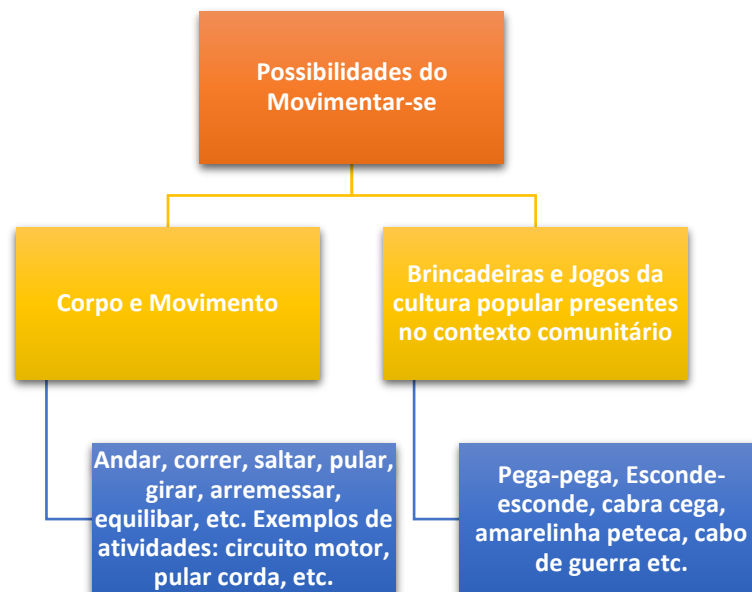 Possibilidades do
Movimentar-se
Corpo e Movimento
Brincadeiras e Jogos da
cultura popular presentes
no contexto comunitário
Andar, correr, saltar, pular,
girar, arremessar,
equilibar, etc. Exemplos de
atividades: circuito motor,
pular corda, etc.
Pega-pega, Esconde-
esconde, cabra cega,
amarelinha peteca, cabo
de guerra etc.